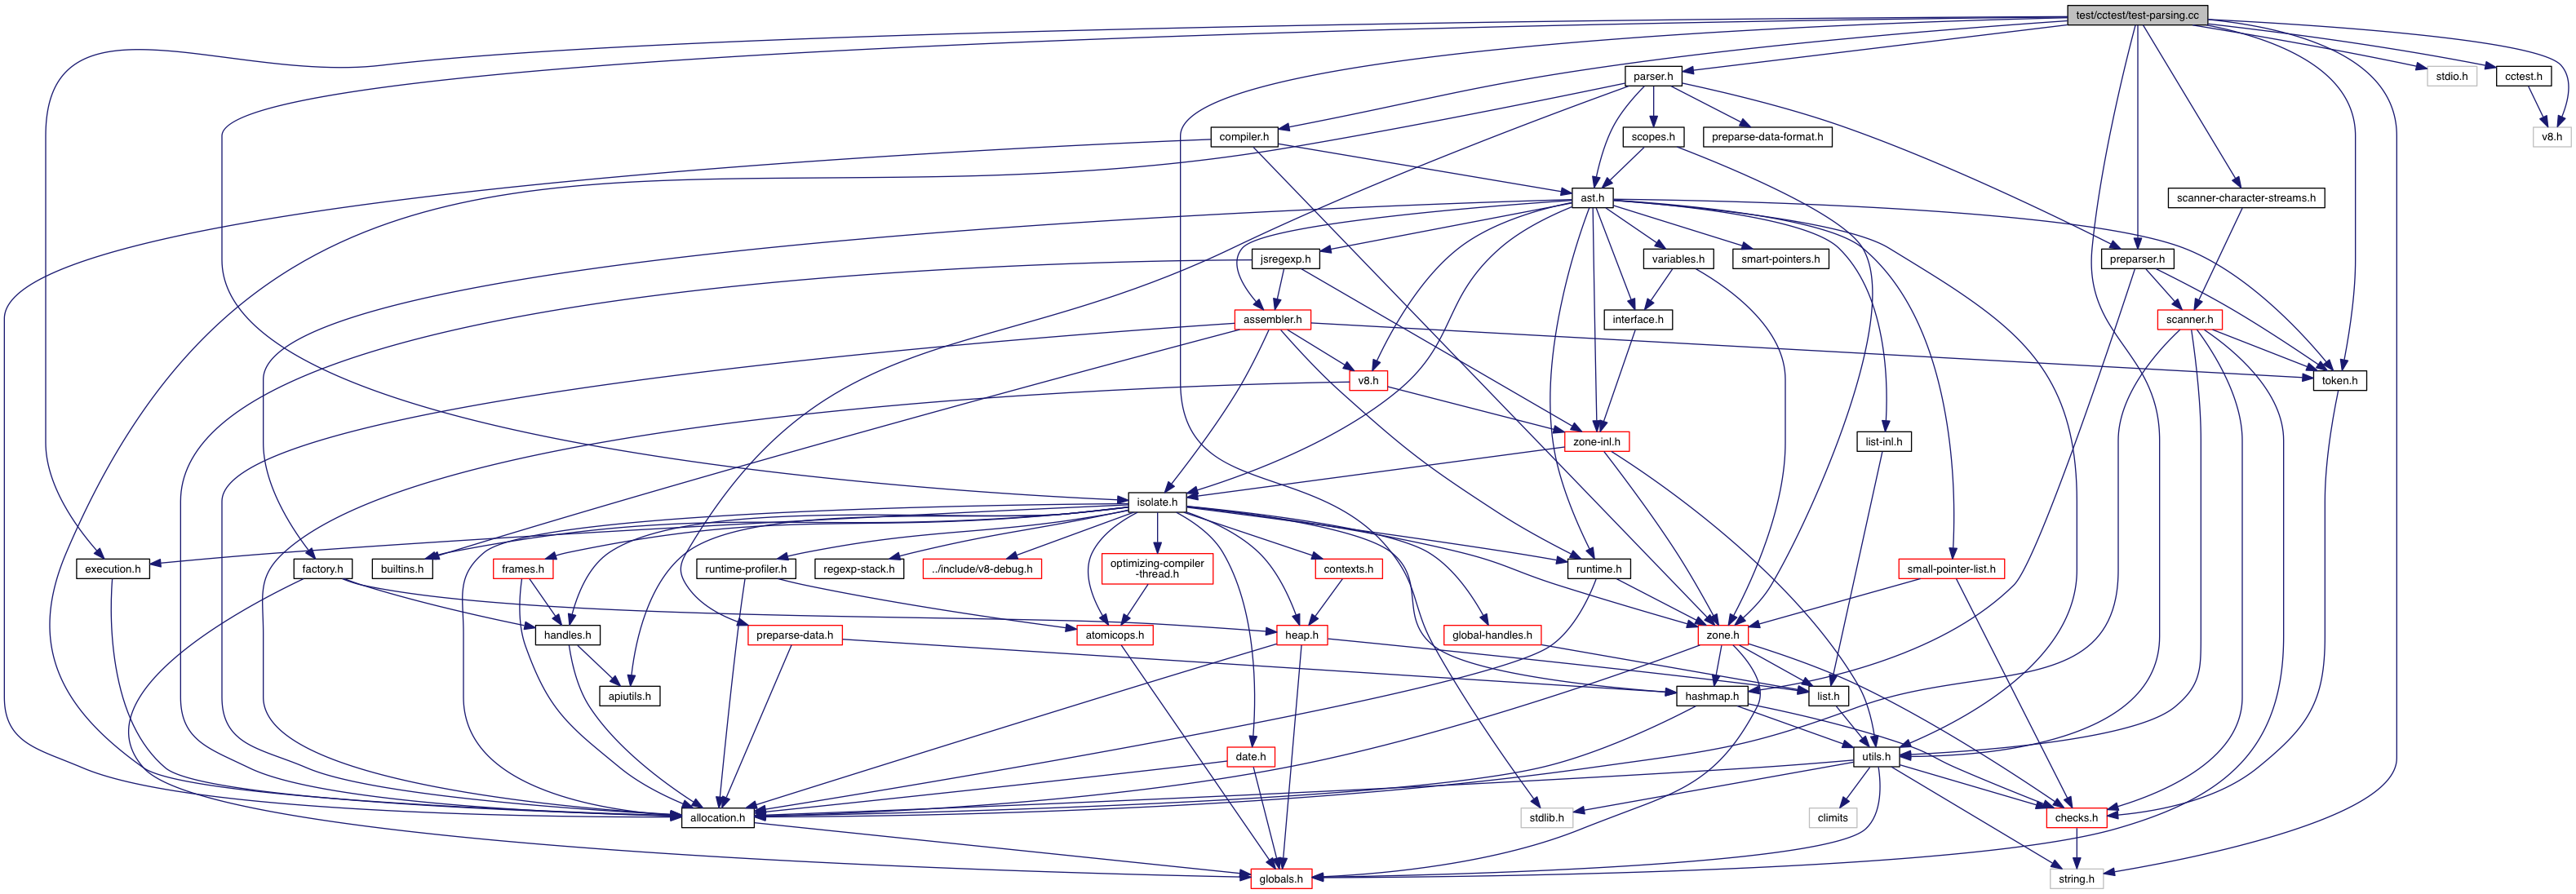 test/cctest/test-parsing.cc
parser.h
stdio.h
cctest.h
compiler.h
scopes.h
preparse-data-format.h
v8.h
ast.h
scanner-character-streams.h
jsregexp.h
variables.h
smart-pointers.h
preparser.h
assembler.h
interface.h
scanner.h
v8.h
token.h
zone-inl.h
list-inl.h
isolate.h
execution.h
factory.h
builtins.h
frames.h
runtime-profiler.h
regexp-stack.h
../include/v8-debug.h
optimizing-compiler
-thread.h
contexts.h
runtime.h
small-pointer-list.h
handles.h
preparse-data.h
atomicops.h
heap.h
global-handles.h
zone.h
apiutils.h
hashmap.h
list.h
date.h
utils.h
allocation.h
stdlib.h
climits
checks.h
globals.h
string.h